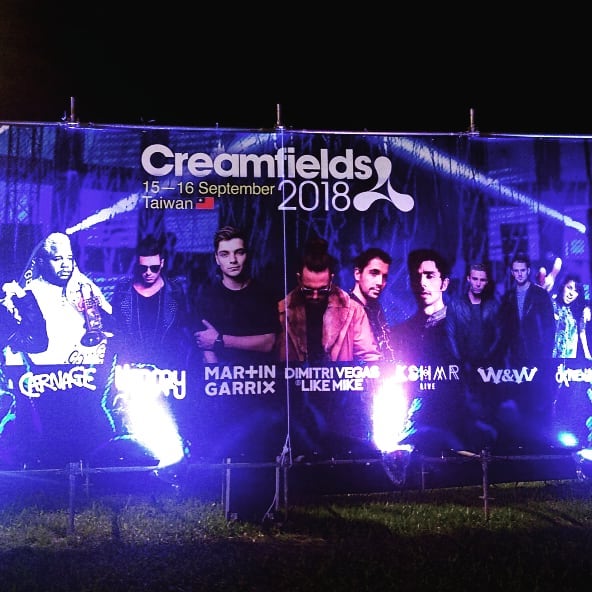 Creamfields
15—16 September
Taiwan
2018
CARNAGE
MARTIN
GARRIX
DIMITRI VEGAS
LIKE MIKE
KSHMR
LIVE
W&W